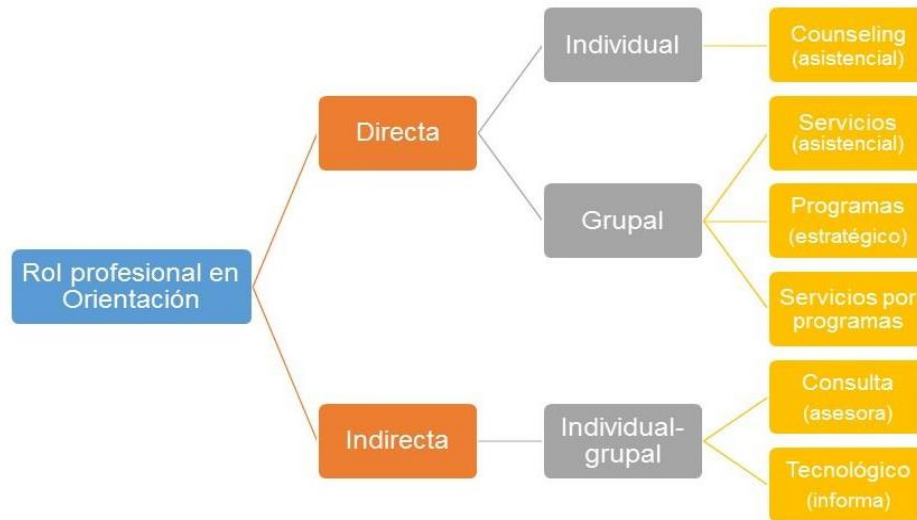 Rol profesional en
Orientación
Directa
Individual
Counseling
(asistencial)
Grupal
Servicios
(asistencial)
Programas
(estratégico)
Servicios por
programas
Indirecta
Individual-
grupal
Consulta
(asesora)
Tecnológico
(informa)